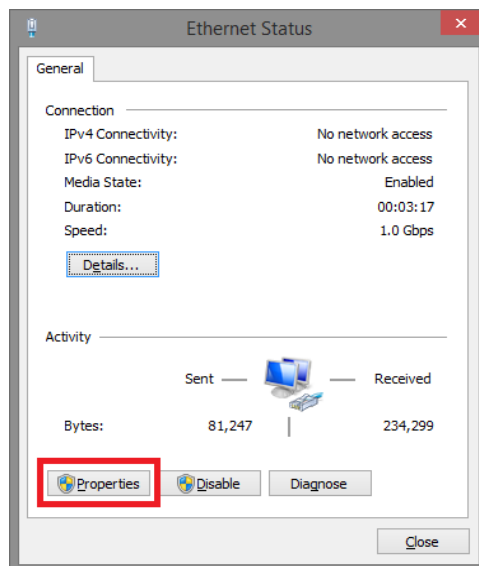 Ethernet Status
General
Connection
IPv4 Connectivity: No network access
IPv6 Connectivity: No network access
Media State: Enabled
Duration: 00:03:17
Speed: 1.0 Gbps
Details...
Activity
Sent Received
Bytes: 81,247 234,299
Properties Disable Diagnose
Close